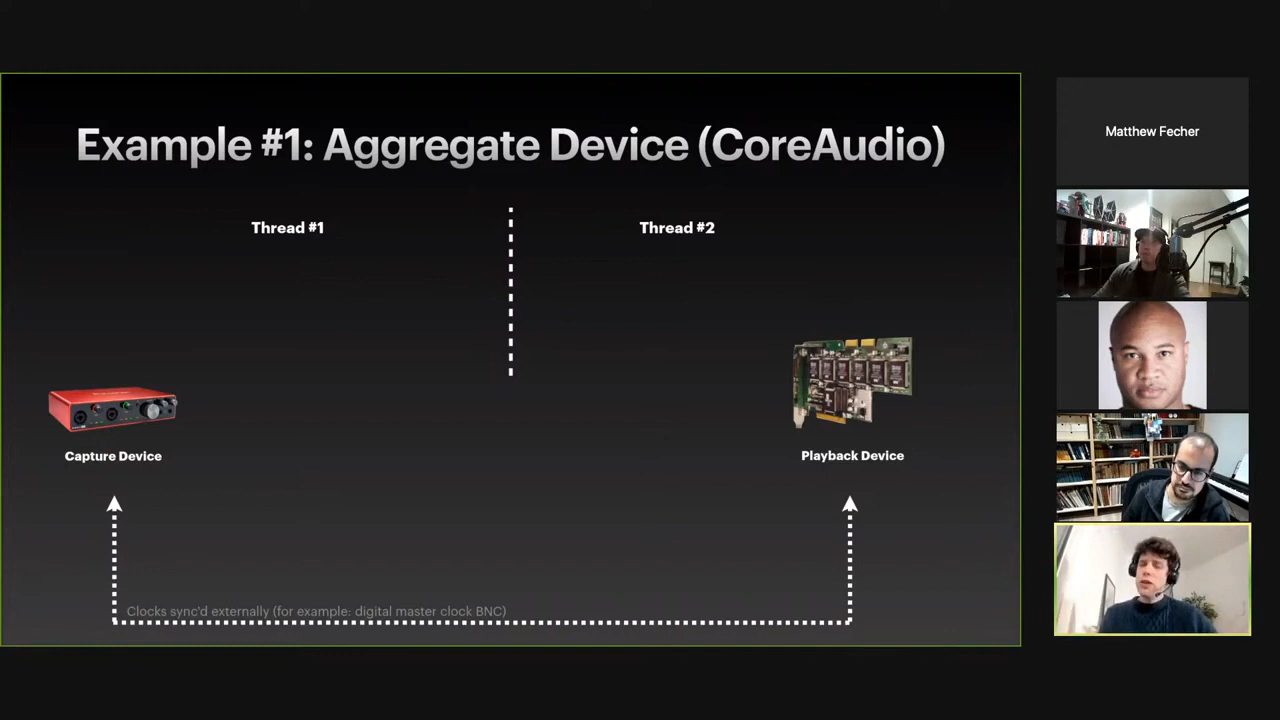 Example #1: Aggregate Device (CoreAudio)
Thread #1
Thread #2
Capture Device
Playback Device
Clocks sync'd externally (for example: digital master clock BNC)
Matthew Fecher